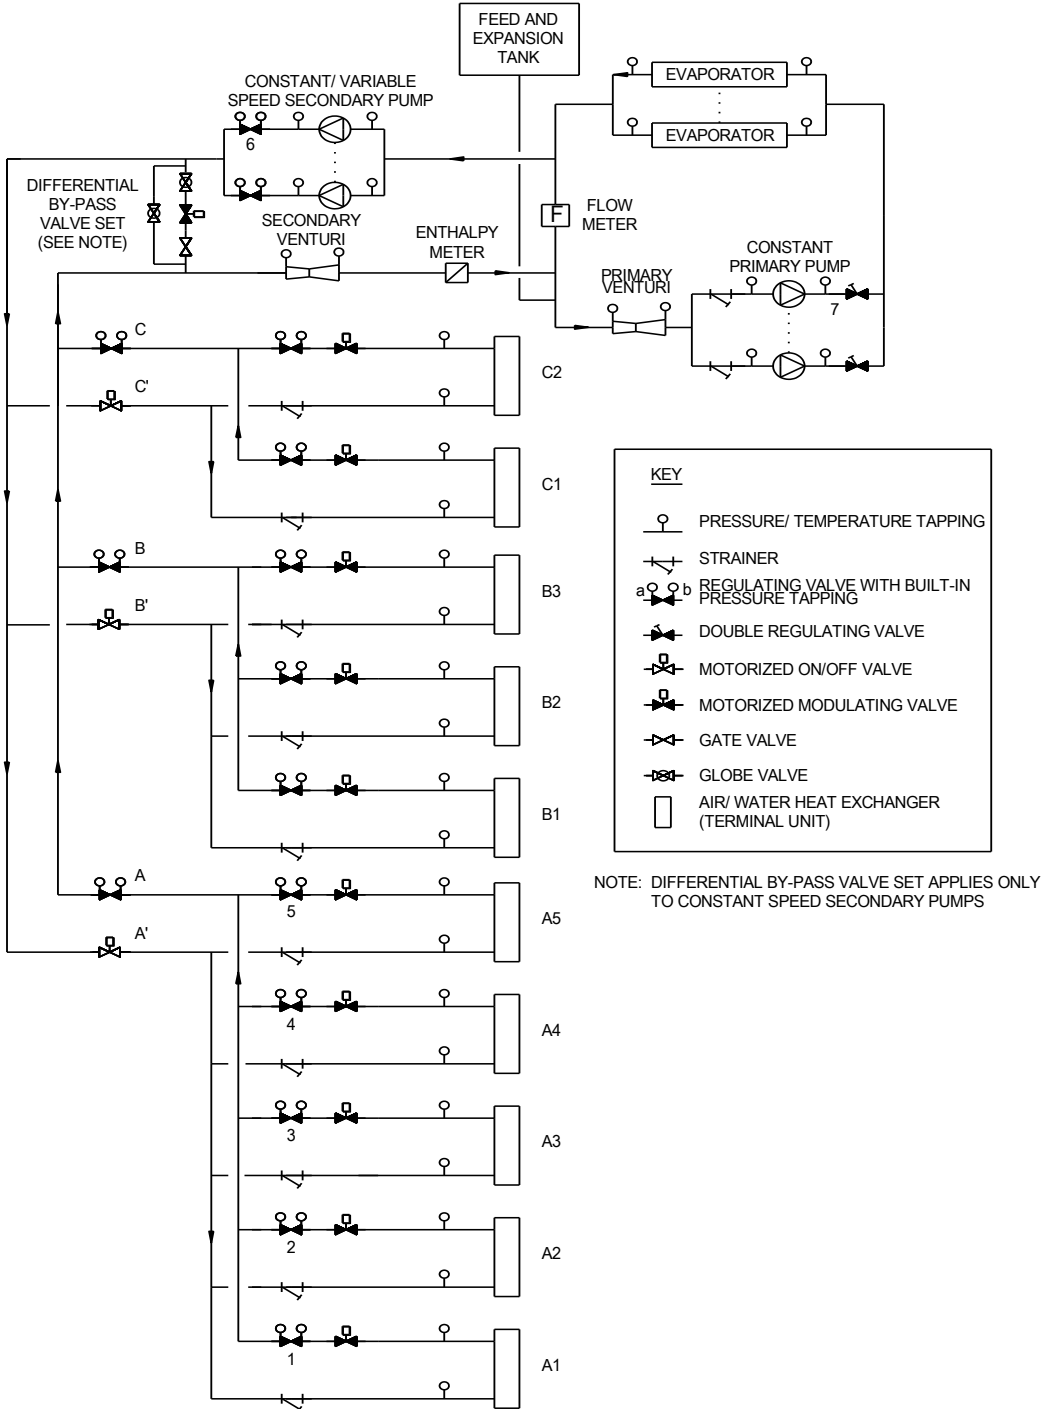 FEED AND
EXPANSION
TANK
CONSTANT/ VARIABLE
SPEED SECONDARY PUMP
EVAPORATOR
EVAPORATOR
6
DIFFERENTIAL
BY-PASS
VALVE SET
(SEE NOTE)
SECONDARY
VENTURI
ENTHALPY
METER
F
FLOW
METER
PRIMARY
VENTURI
CONSTANT
PRIMARY PUMP
7
C
C2
C'
C1
B
B3
B'
B2
B1
A
5
A5
A'
4
A4
3
A3
2
A2
1
A1
KEY
PRESSURE/ TEMPERATURE TAPPING
STRAINER
a b REGULATING VALVE WITH BUILT-IN
PRESSURE TAPPING
DOUBLE REGULATING VALVE
MOTORIZED ON/OFF VALVE
MOTORIZED MODULATING VALVE
GATE VALVE
GLOBE VALVE
AIR/ WATER HEAT EXCHANGER
(TERMINAL UNIT)
NOTE: DIFFERENTIAL BY-PASS VALVE SET APPLIES ONLY
TO CONSTANT SPEED SECONDARY PUMPS